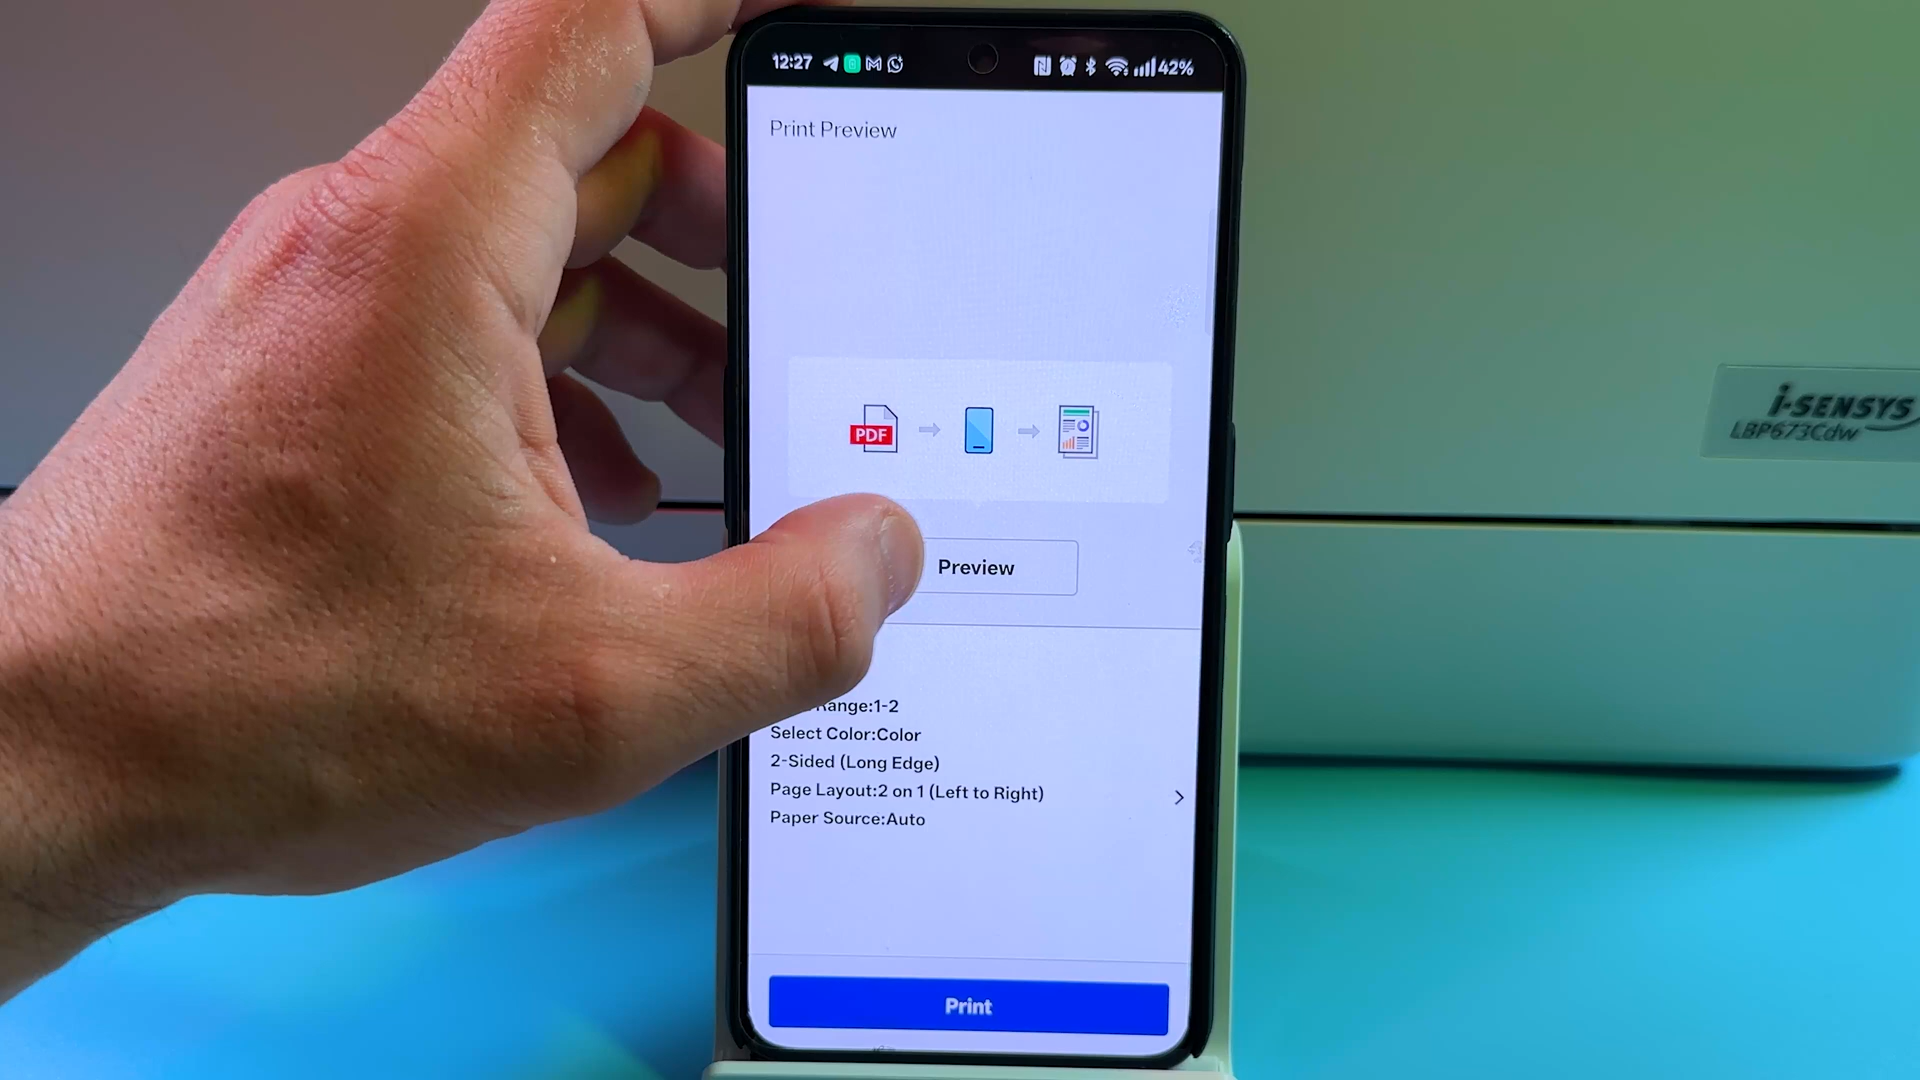 12:27
42%
Print Preview
PDF
Preview
Range:1-2
Select Color:Color
2-Sided (Long Edge)
Page Layout:2 on 1 (Left to Right)
Paper Source:Auto
Print
i-SENSYS
LBP673Cdw